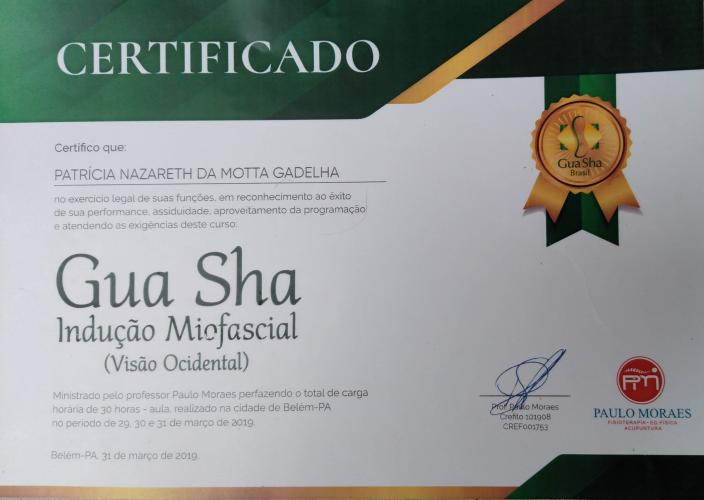 CERTIFICADO
Certifico que:
PATRÍCIA NAZARETH DA MOTTA GADELHA
no exercício legal de suas funções, em reconhecimento ao êxito
de sua performance, assiduidade, aproveitamento da programação
e atendendo as exigências deste curso:
Gua Sha
Indução Miofascial
(Visão Ocidental)
Ministrado pelo professor Paulo Moraes perfazendo o total de carga
horária de 30 horas - aula, realizado na cidade de Belém-PA
no período de 29, 30 e 31 de março de 2019.
Belém-PA, 31 de março de 2019.
GuaSha
Brasil
Prof. Paulo Moraes
Crefito 101908
CREF001753
PM
PAULO MORAES
FISIOTERAPIA - ED FÍSICA
ACUPUNTURA